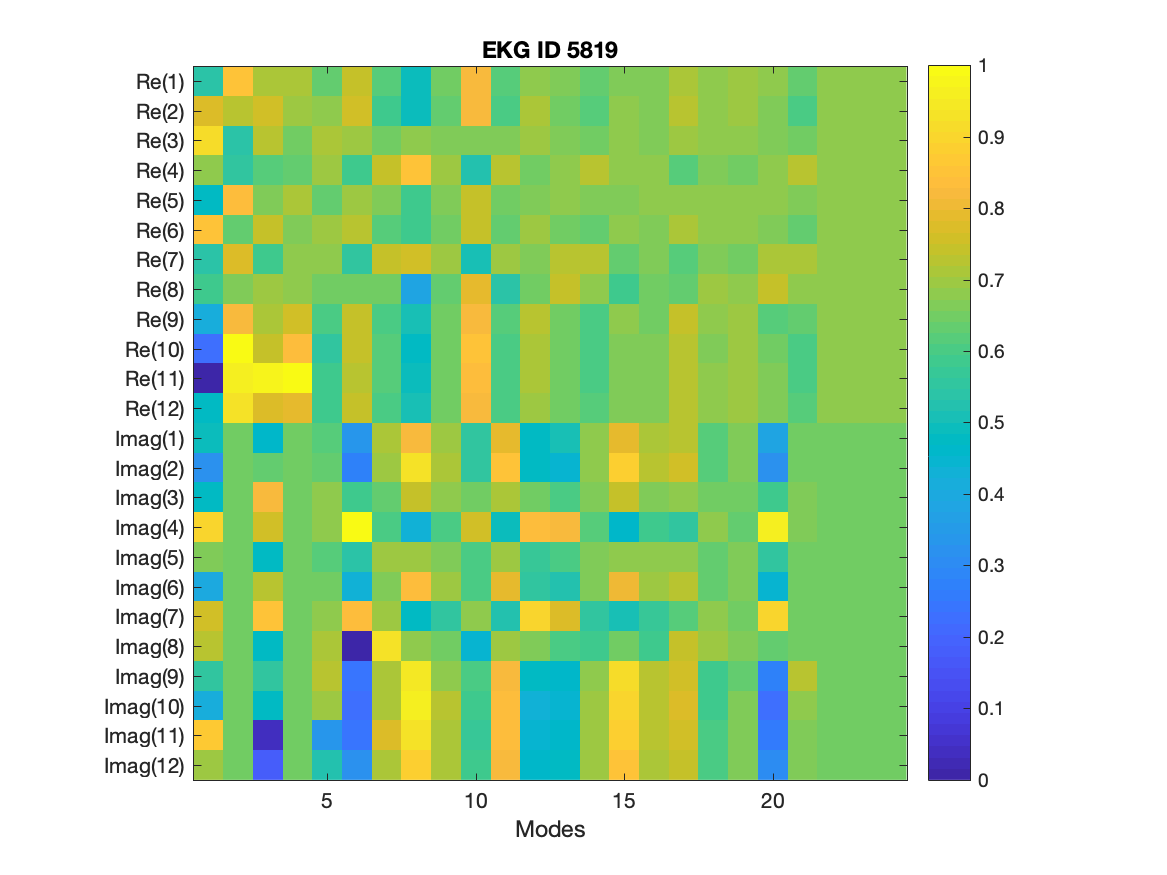 EKG ID 5819
Re(1)
Re(2)
Re(3)
Re(4)
Re(5)
Re(6)
Re(7)
Re(8)
Re(9)
Re(10)
Re(11)
Re(12)
Imag(1)
Imag(2)
Imag(3)
Imag(4)
Imag(5)
Imag(6)
Imag(7)
Imag(8)
Imag(9)
Imag(10)
Imag(11)
Imag(12)
5 10 15 20
Modes
1
0.9
0.8
0.7
0.6
0.5
0.4
0.3
0.2
0.1
0